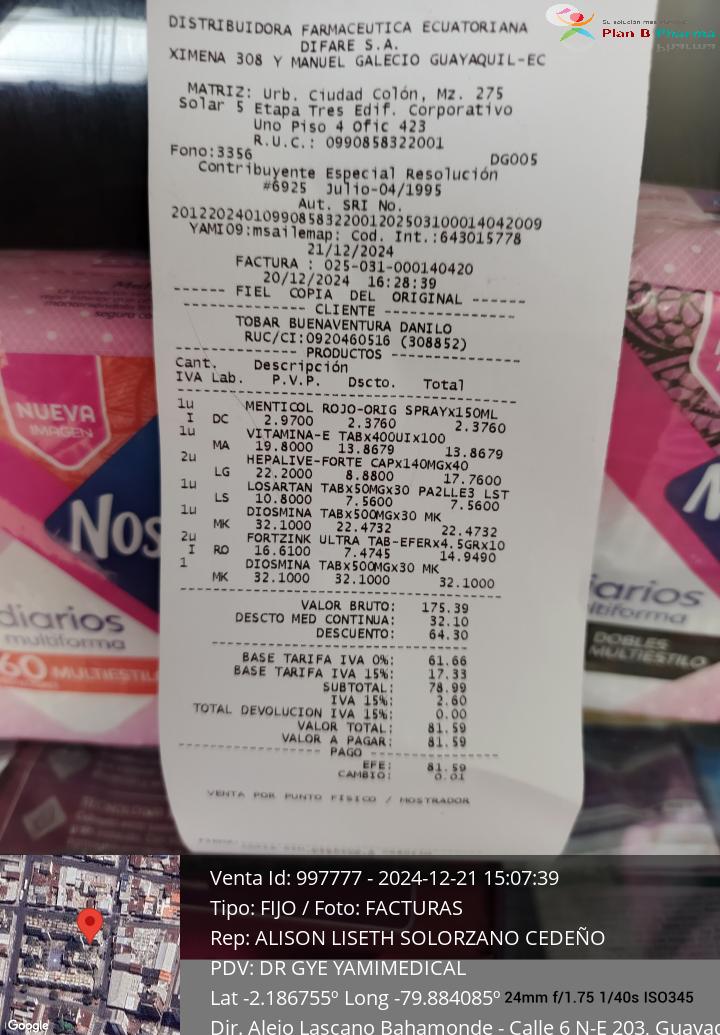 DISTRIBUIDORA FARMACEUTICA ECUATORIANA
DIFARE S.A.
XIMENA 308 Y MANUEL GALECIO GUAYAQUIL-EC
MATRIZ: Urb. Ciudad Colón, Mz. 275
Solar 5 Etapa Tres Edif. Corporativo
Uno Piso 4 Ofic 423
R.U.C.: 0990858322001
Fono:3356 DG005
Contribuyente Especial Resolución
#6925 Julio-04/1995
Aut. SRI No.
2012202401099085832200120250310001404​2009
YAMI09:msailemap: Cod. Int.:643015778
21/12/2024
FACTURA : 025-031-000140420
20/12/2024 16:28:39
------ FIEL COPIA DEL ORIGINAL ------
CLIENTE
TOBAR BUENAVENTURA DANILO
RUC/CI:0920460516 (308852)
PRODUCTOS
Cant. Descripción
IVA Lab. P.V.P. Dscto. Total
1u MENTICOL ROJO-ORIG SPRAYx150ML
I DC 2.9700 2.3760 2.3760
1u VITAMINA-E TABx400UIx100
MA 19.8000 13.8679 13.8679
2u HEPALIVE-FORTE CAPx140MGx40
LG 22.2000 8.8800 17.7600
1u LOSARTAN TABx50MGx30 PA2LLE3 LST
LS 10.8000 7.5600 7.5600
1u DIOSMINA TABx500MGx30 MK
MK 32.1000 22.4732 22.4732
2u FORTZINK ULTRA TAB-EFERx4.5GRx10
I RO 16.6100 7.4745 14.9490
1 DIOSMINA TABx500MGx30 MK
MK 32.1000 32.1000 32.1000
VALOR BRUTO: 175.39
DESCTO MED CONTINUA: 32.10
DESCUENTO: 64.30
BASE TARIFA IVA 0%: 61.66
BASE TARIFA IVA 15%: 17.33
SUBTOTAL: 78.99
IVA 15%: 2.60
TOTAL DEVOLUCION IVA 15%: 0.00
VALOR TOTAL: 81.59
VALOR A PAGAR: 81.59
PAGO
EFE: 81.59
CAMBIO: 0.01
VENTA POR PUNTO FISICO / MOSTRADOR
Plan B Pharma
NUEVA
IMAGEN
Nos
diarios
multiforma
60 MULTIESTIL
N
iarios
ltiforma
DOBLES
MULTIESTILO
Google
Venta Id: 997777 - 2024-12-21 15:07:39
Tipo: FIJO / Foto: FACTURAS
Rep: ALISON LISETH SOLORZANO CEDEÑO
PDV: DR GYE YAMIMEDICAL
Lat -2.186755º Long -79.884085º 24mm f/1.75 1/40s ISO345
Dir. Alejo Lascano Bahamonde - Calle 6 N-E 203, Guayac